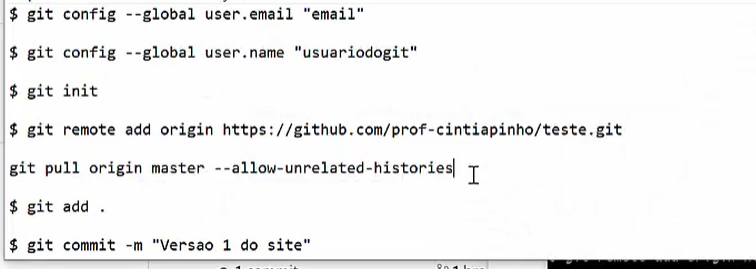 $ git config --global user.email "email"
$ git config --global user.name "usuariodogit"
$ git init
$ git remote add origin https://github.com/prof-cintiapinho/teste.git
git pull origin master --allow-unrelated-histories
$ git add .
$ git commit -m "Versao 1 do site"